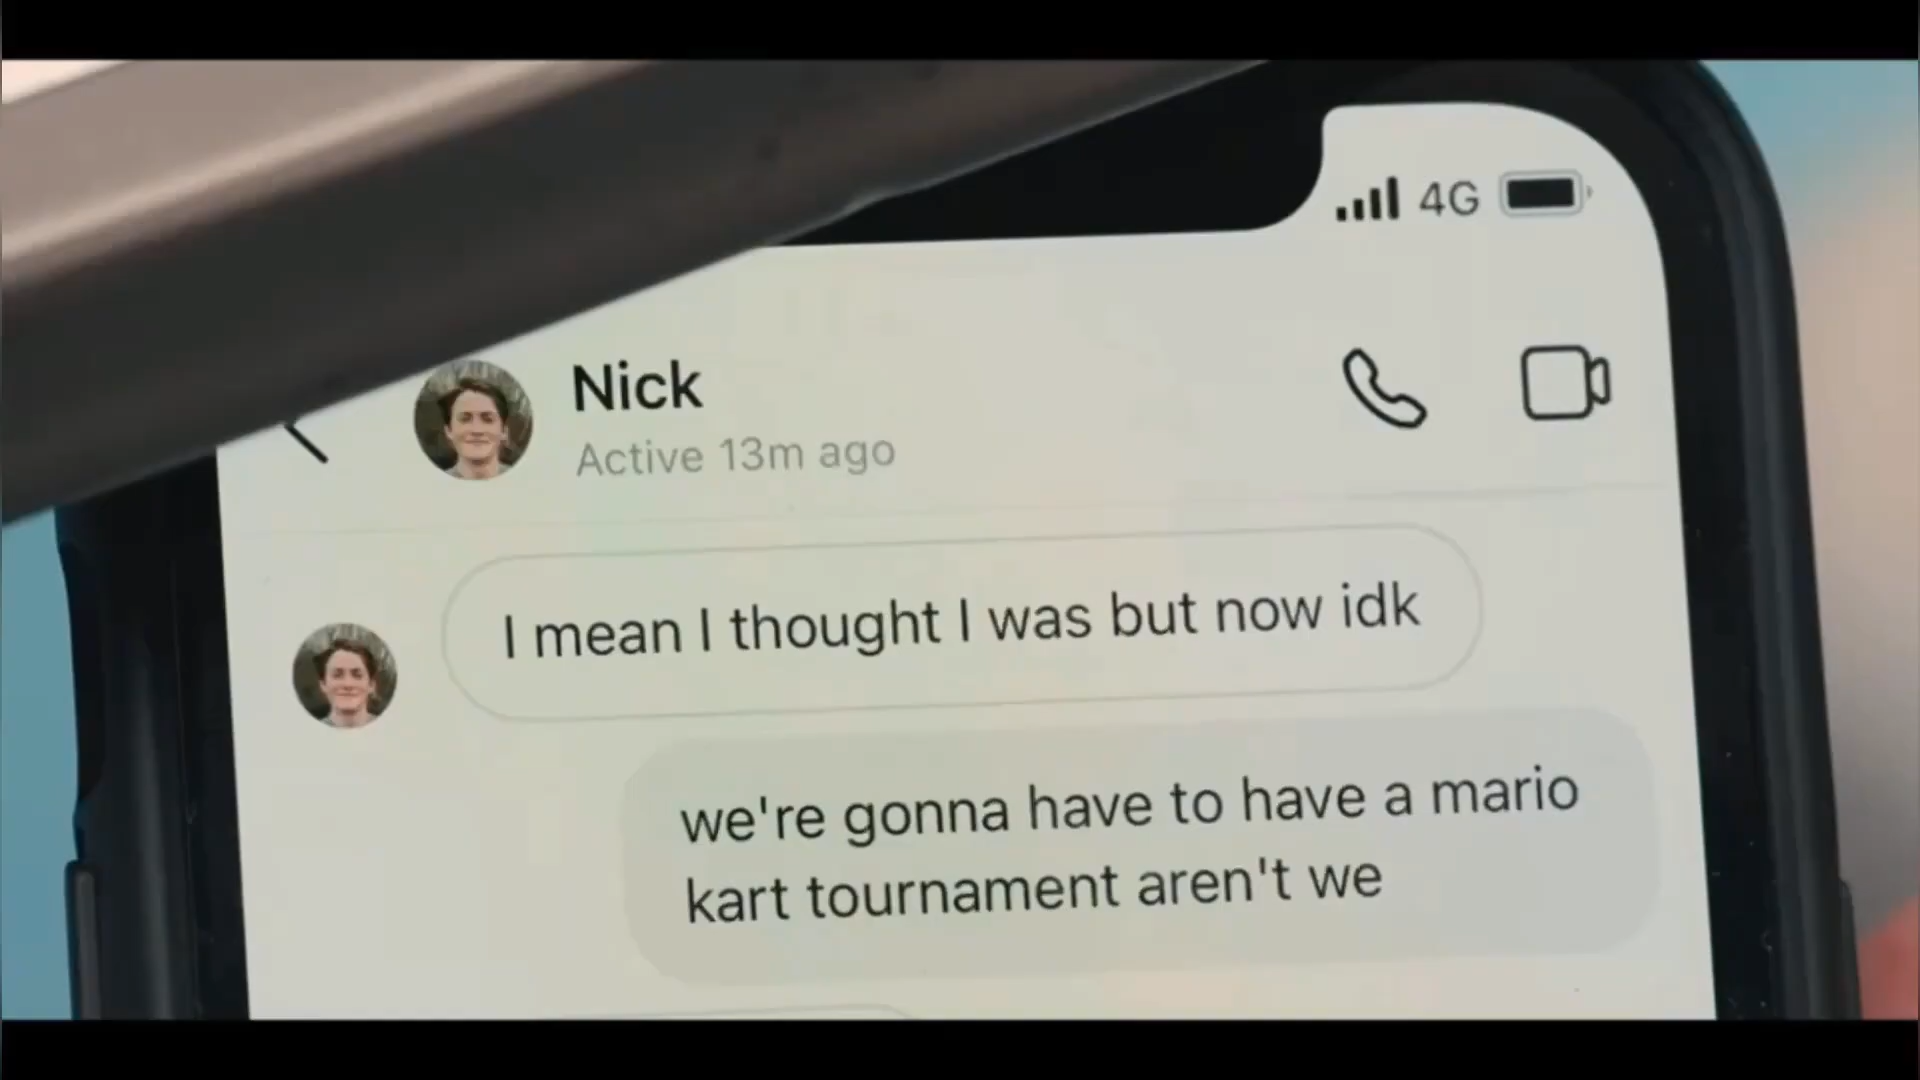 4G
Nick
Active 13m ago
I mean I thought I was but now idk
we're gonna have to have a mario
kart tournament aren't we